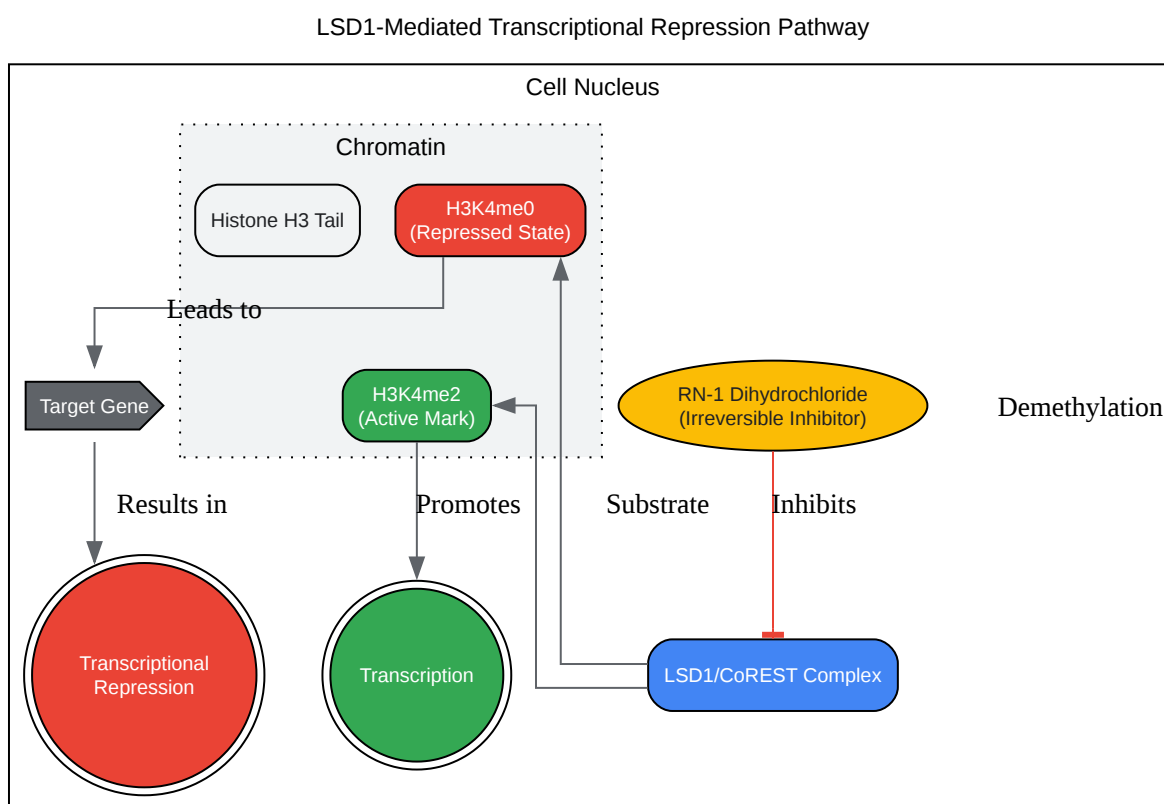 LSD1-Mediated Transcriptional Repression Pathway
Cell Nucleus
Chromatin
Histone H3 Tail
H3K4me0
(Repressed State)
Leads to
Target Gene
H3K4me2
(Active Mark)
RN-1 Dihydrochloride
(Irreversible Inhibitor)
Demethylation
Results in
Promotes
Substrate
Inhibits
Transcriptional
Repression
Transcription
LSD1/CoREST Complex